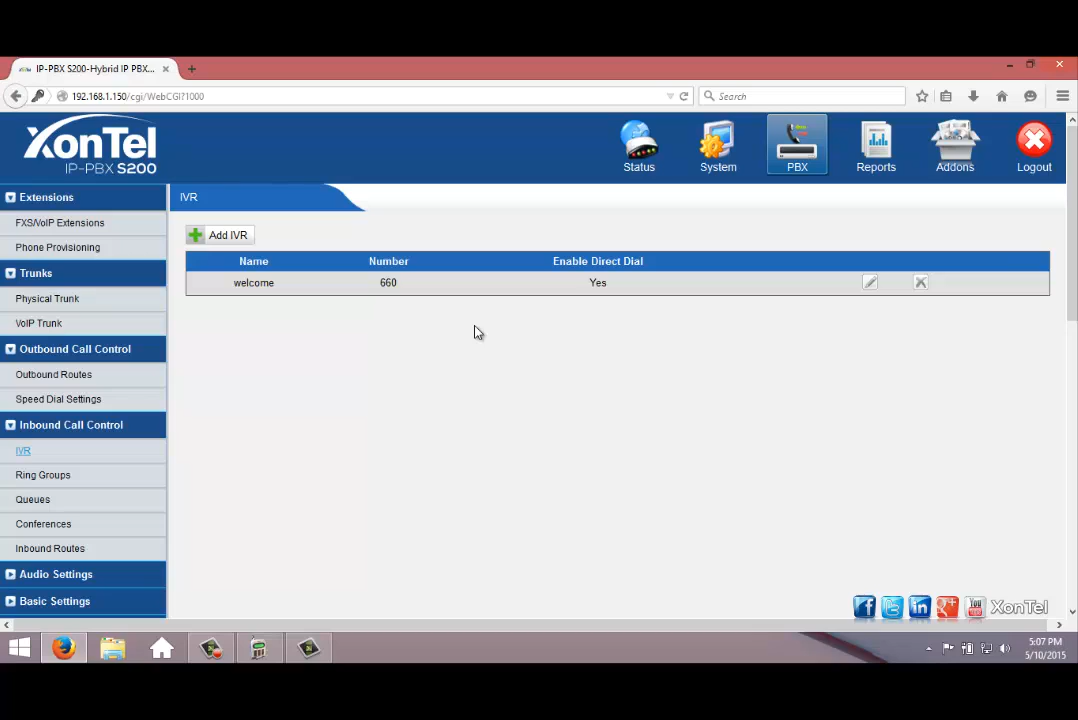 IP-PBX S200-Hybrid IP PBX...
192.168.1.150/cgi/WebCGI?1000
Search
XonTel
IP-PBX S200
Status
System
PBX
Reports
Addons
Logout
Extensions
FXS/VoIP Extensions
Phone Provisioning
Trunks
Physical Trunk
VoIP Trunk
Outbound Call Control
Outbound Routes
Speed Dial Settings
Inbound Call Control
IVR
Ring Groups
Queues
Conferences
Inbound Routes
Audio Settings
Basic Settings
IVR
Add IVR
Name Number Enable Direct Dial
welcome 660 Yes
XonTel
5:07 PM
5/10/2015